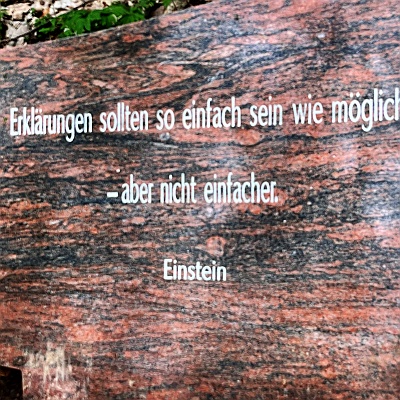 Erklärungen sollten so einfach sein wie möglich
– aber nicht einfacher.
Einstein